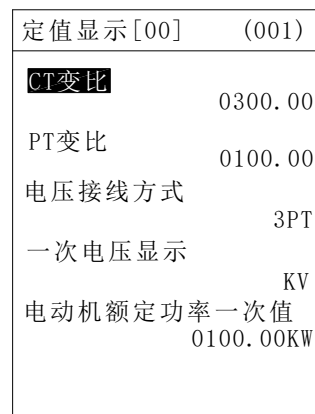 定值显示[00] (001)
CT变比
0300.00
PT变比
0100.00
电压接线方式
3PT
一次电压显示
KV
电动机额定功率一次值
0100.00KW